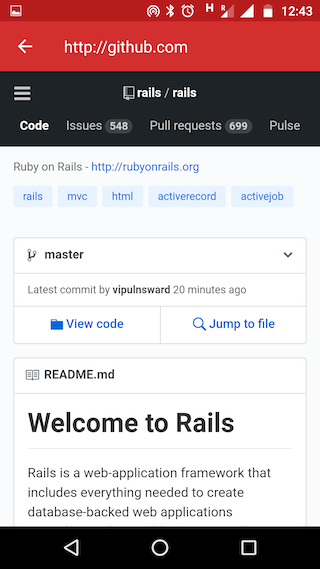 H R 12:43
http://github.com
rails / rails
Code Issues 548 Pull requests 699 Pulse
Ruby on Rails - http://rubyonrails.org
rails mvc html activerecord activejob
master
Latest commit by vipulnsward 20 minutes ago
View code Jump to file
README.md
Welcome to Rails
Rails is a web-application framework that
includes everything needed to create
database-backed web applications